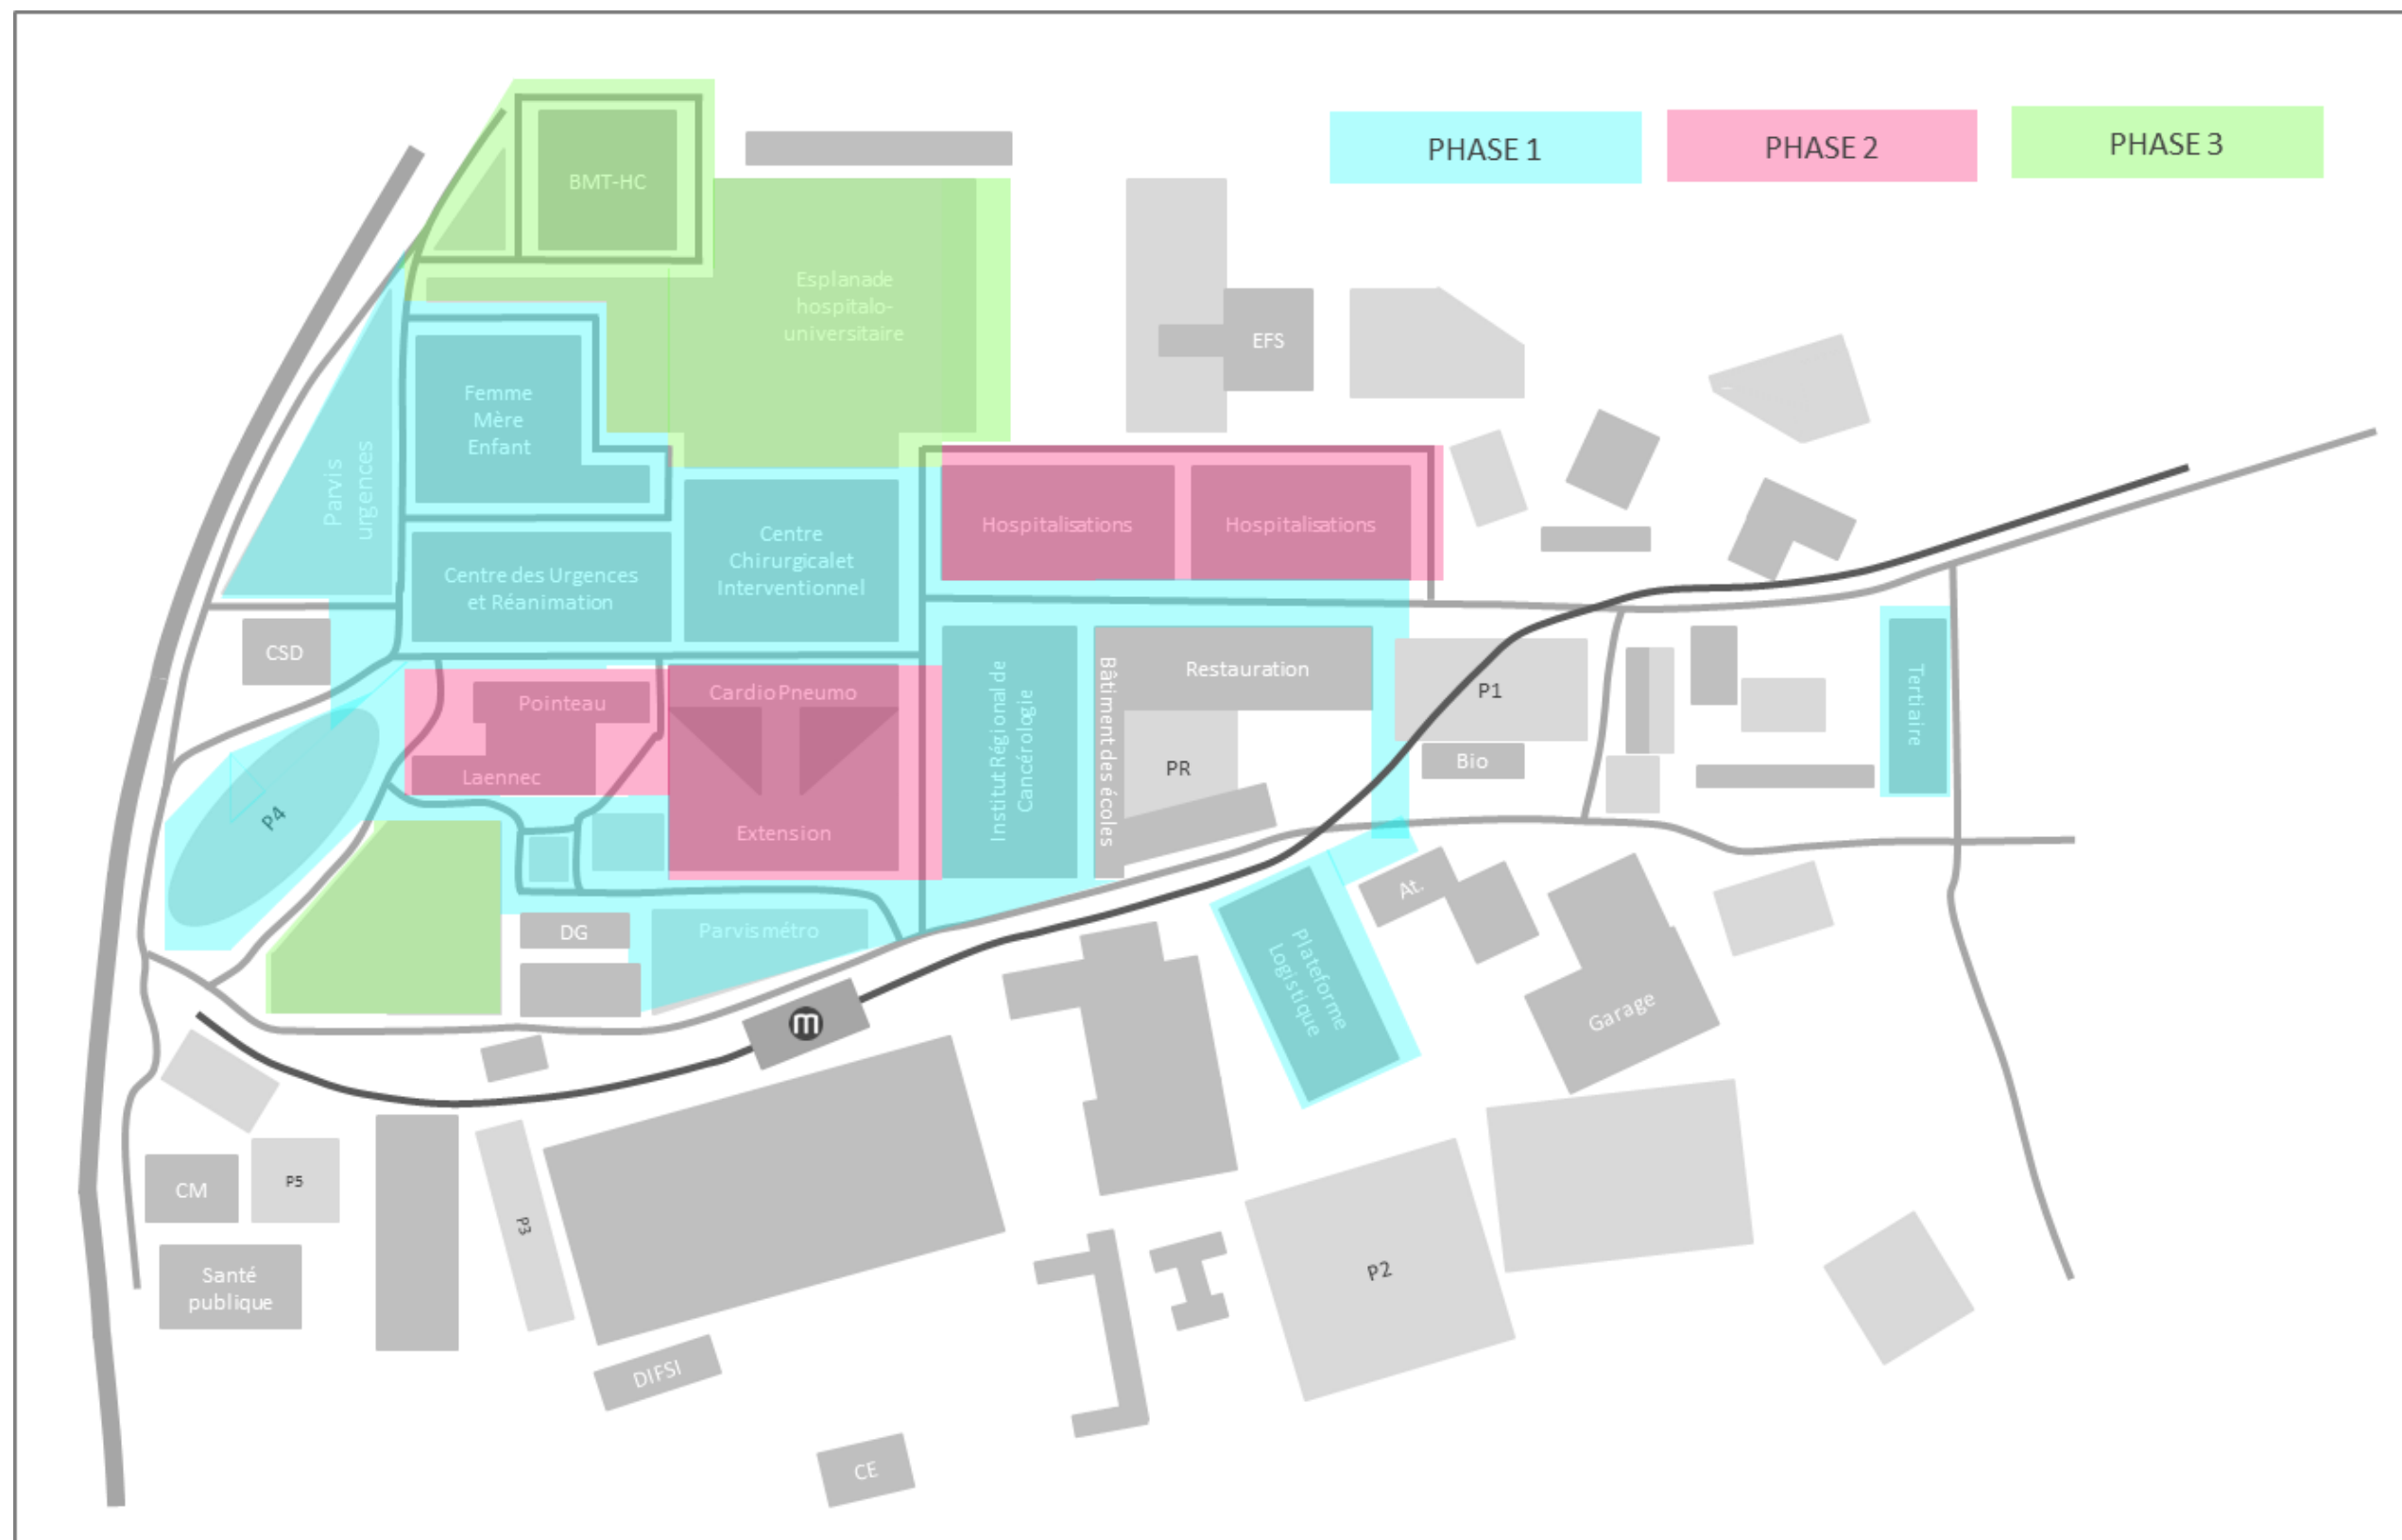 PHASE 1
PHASE 2
PHASE 3
BMT-HC
Esplanade
hospitalo-
universitaire
EFS
Femme
Mère
Enfant
Parvis
urgences
Centre
Chirurgicalet
Interventionnel
Hospitalisations
Hospitalisations
Centre des Urgences
et Réanimation
CSD
Pointeau
Laennec
Cardio Pneumo
Extension
Institut Régional de
Cancérologie
Bâtiment des écoles
Restauration
PR
P1
Bio
Tertiaire
P4
DG
Parvis métro
m
At.
Plateforme
Logistique
Garage
CM
P5
P3
Santé
publique
P2
DIFSI
CE